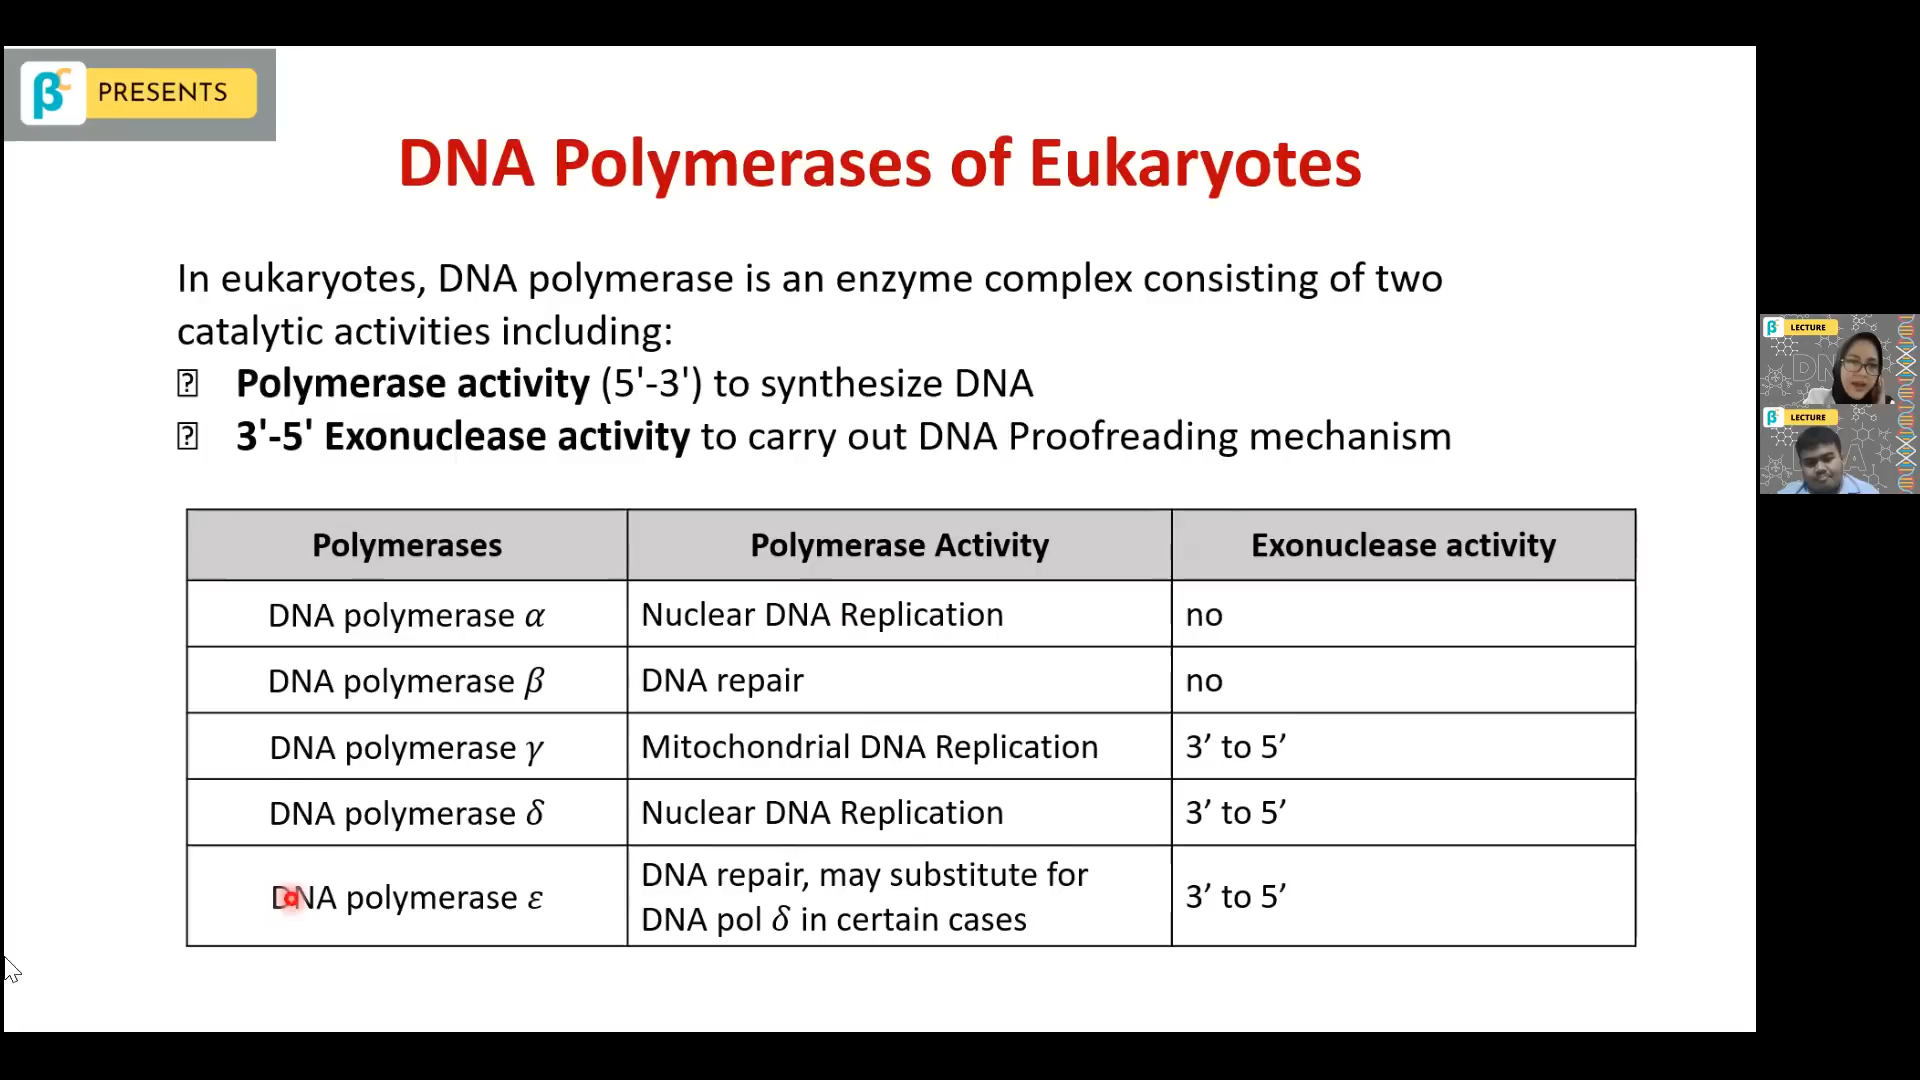 PRESENTS
DNA Polymerases of Eukaryotes
In eukaryotes, DNA polymerase is an enzyme complex consisting of two
catalytic activities including:
Polymerase activity (5'-3') to synthesize DNA
3'-5' Exonuclease activity to carry out DNA Proofreading mechanism
Polymerases Polymerase Activity Exonuclease activity
DNA polymerase α Nuclear DNA Replication no
DNA polymerase β DNA repair no
DNA polymerase γ Mitochondrial DNA Replication 3’ to 5’
DNA polymerase δ Nuclear DNA Replication 3’ to 5’
DNA polymerase ε DNA repair, may substitute for 3’ to 5’
DNA pol δ in certain cases
LECTURE
LECTURE